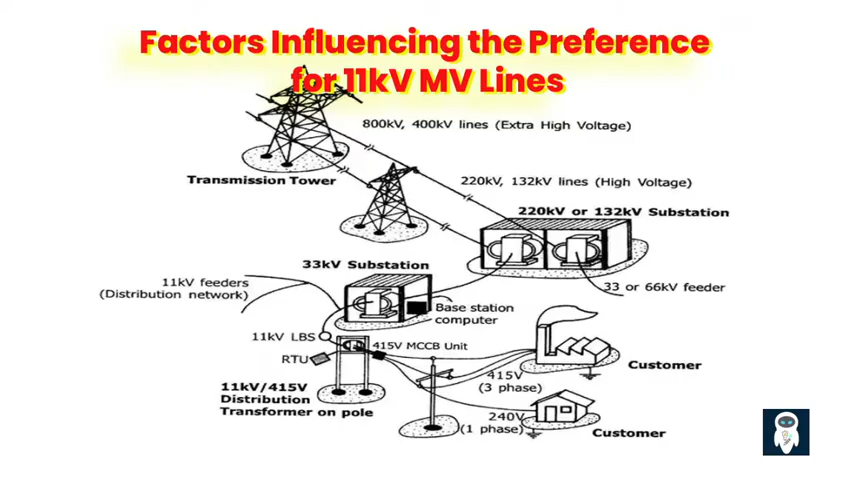 Factors Influencing the Preference
for 11kV MV Lines
800kV, 400kV lines (Extra High Voltage)
Transmission Tower
220kV, 132kV lines (High Voltage)
220kV or 132kV Substation
33kV Substation
11kV feeders
(Distribution network)
33 or 66kV feeder
Base station
computer
11kV LBS
415V MCCB Unit
RTU
Customer
415V
(3 phase)
11kV/415V
Distribution
Transformer on pole
240V
(1 phase)
Customer